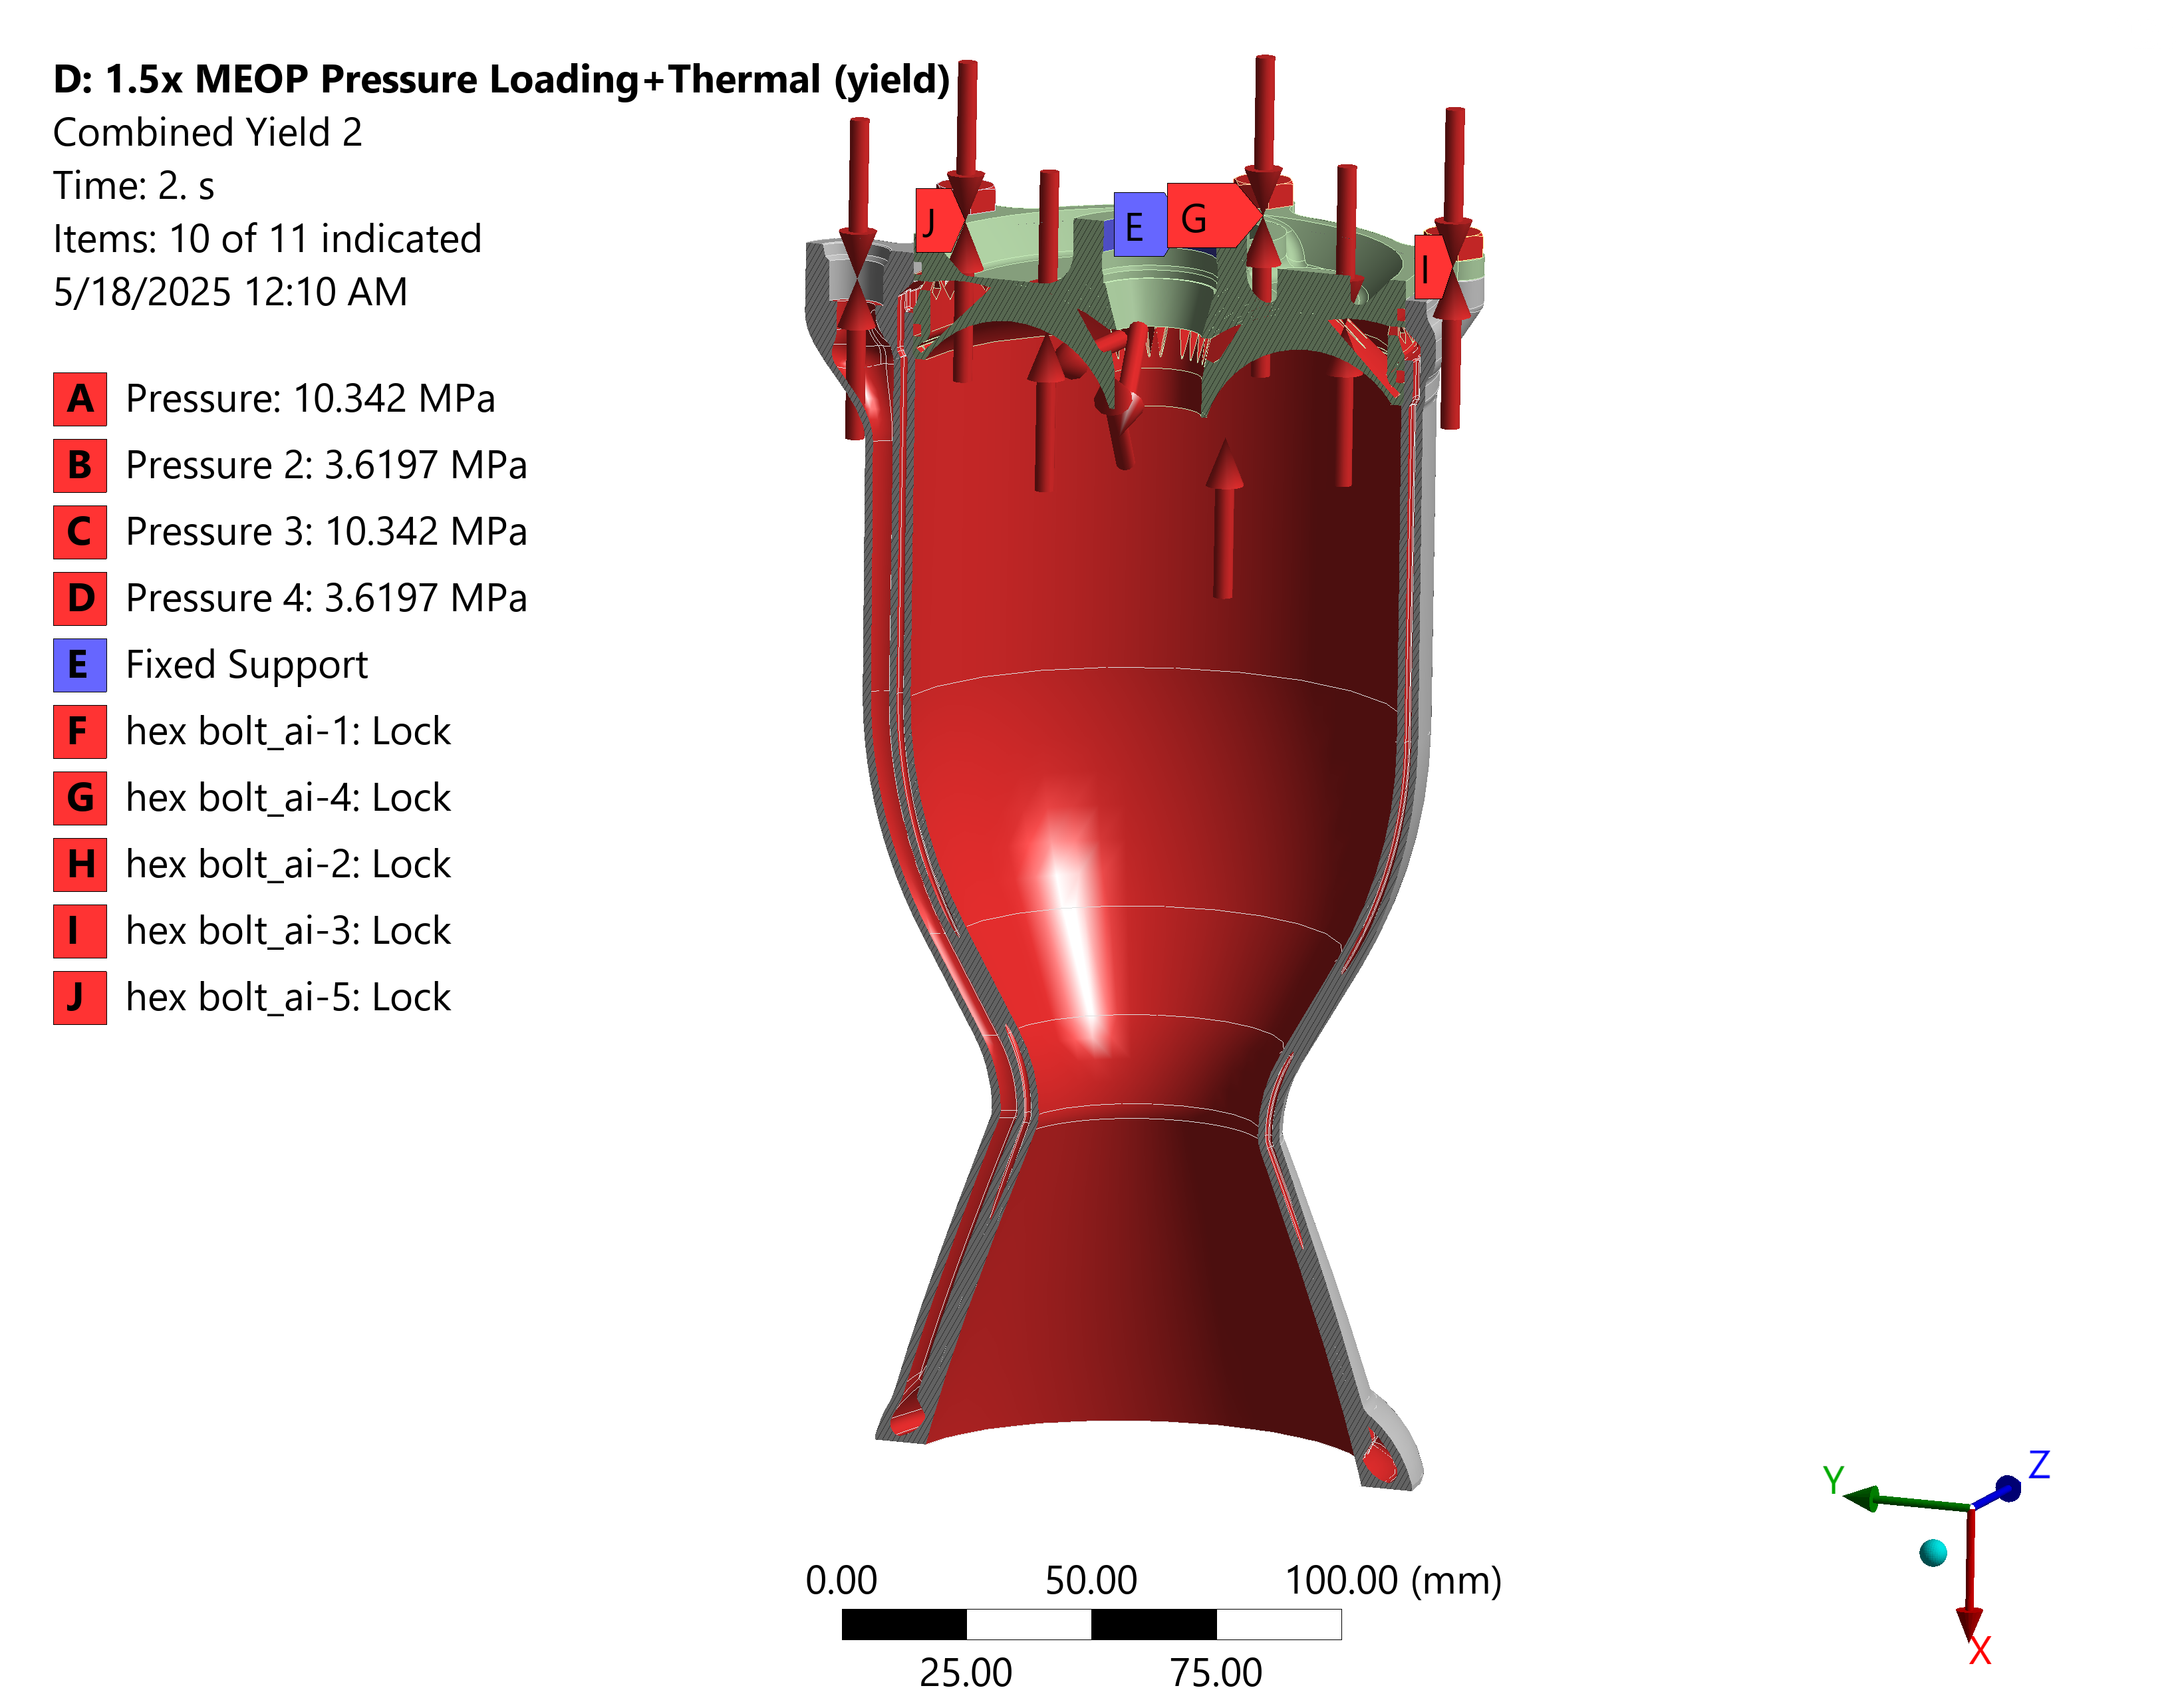 D: 1.5x MEOP Pressure Loading+Thermal (yield)
Combined Yield 2
Time: 2. s
Items: 10 of 11 indicated
5/18/2025 12:10 AM
A Pressure: 10.342 MPa
B Pressure 2: 3.6197 MPa
C Pressure 3: 10.342 MPa
D Pressure 4: 3.6197 MPa
E Fixed Support
F hex bolt_ai-1: Lock
G hex bolt_ai-4: Lock
H hex bolt_ai-2: Lock
I hex bolt_ai-3: Lock
J hex bolt_ai-5: Lock
J
E
G
I
Y
Z
X
0.00 50.00 100.00 (mm)
25.00 75.00